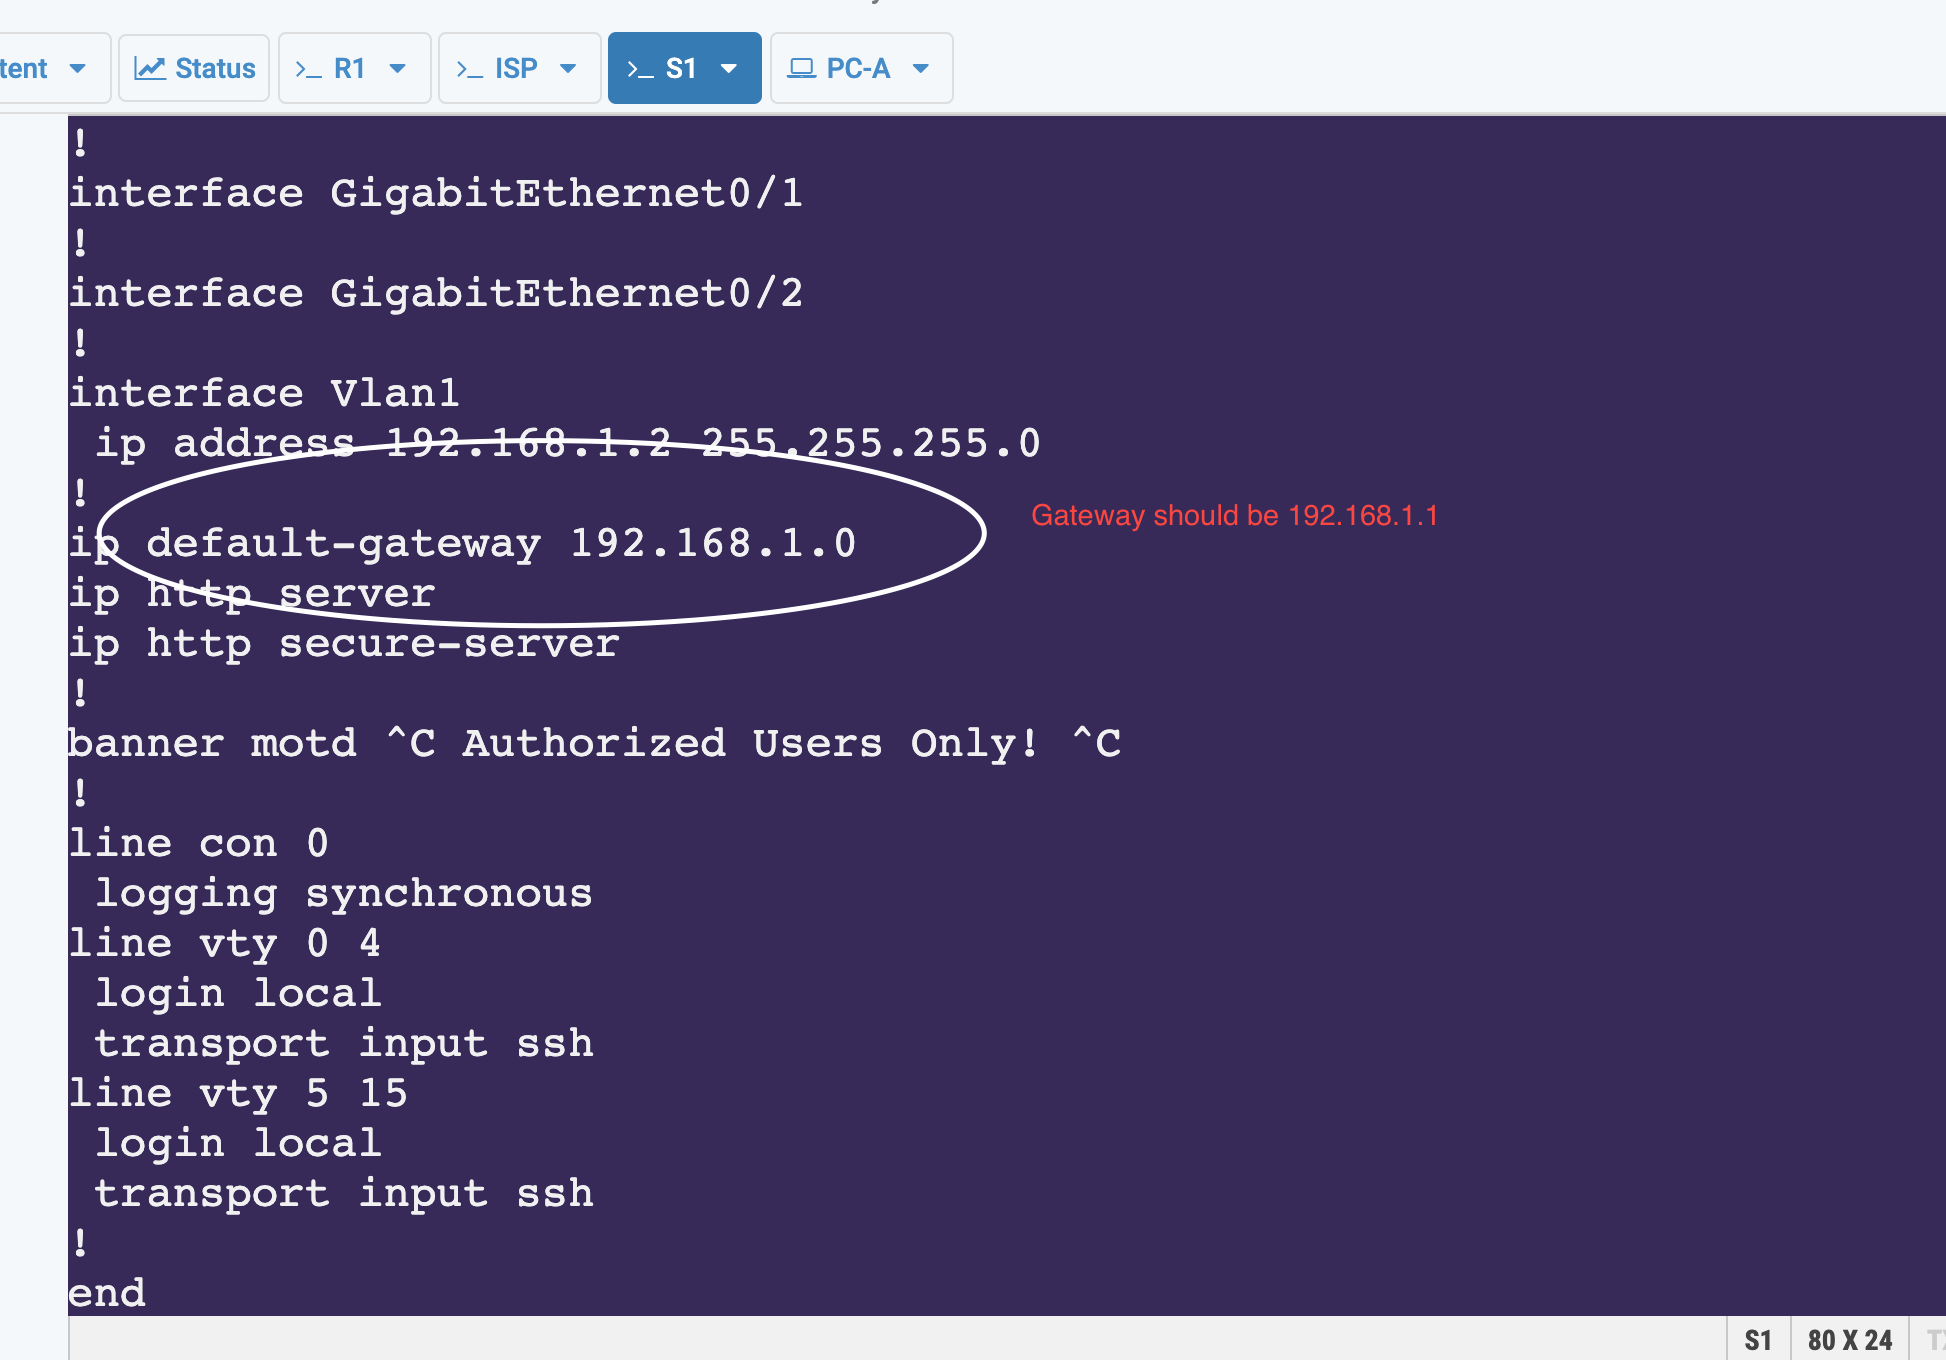 tent
Status
>_ R1
>_ ISP
>_ S1
PC-A
!
interface GigabitEthernet0/1
!
interface GigabitEthernet0/2
!
interface Vlan1
ip address 192.168.1.2 255.255.255.0
!
ip default-gateway 192.168.1.0
Gateway should be 192.168.1.1
ip http server
ip http secure-server
!
banner motd ^C Authorized Users Only! ^C
!
line con 0
logging synchronous
line vty 0 4
login local
transport input ssh
line vty 5 15
login local
transport input ssh
!
end
S1
80 X 24